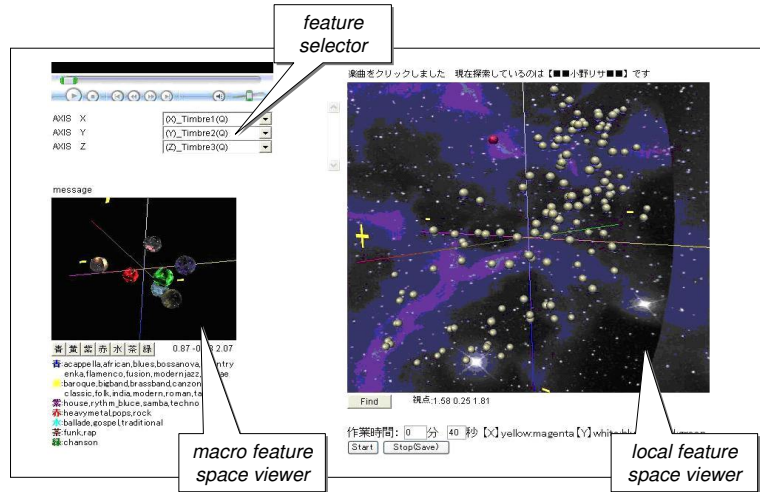 feature
selector
楽曲をクリックしました 現在探索しているのは【■■小野リサ■■】です
AXIS X (X)_Timbre1(Q)
AXIS Y (Y)_Timbre2(Q)
AXIS Z (Z)_Timbre3(Q)
message
青 黄 紫 赤 水 茶 緑 0.87 2.07
青:acappella,african,blues,bossanova,
enka,flamenco,fusion,modernjazz,
baroque,bigband,brassband,
classic,folk,india,modern,roman,
紫:house,rythm_bluce,samba,techno
赤:heavymetal,pops,rock
水:ballade,gospel,traditional
茶:funk,rap
緑:chanson
macro feature
space viewer
Find 視点:1.58 0.25 1.81
作業時間: 0 分 40 秒【X】yellow:magenta【Y】
Start Stop(Save)
local feature
space viewer